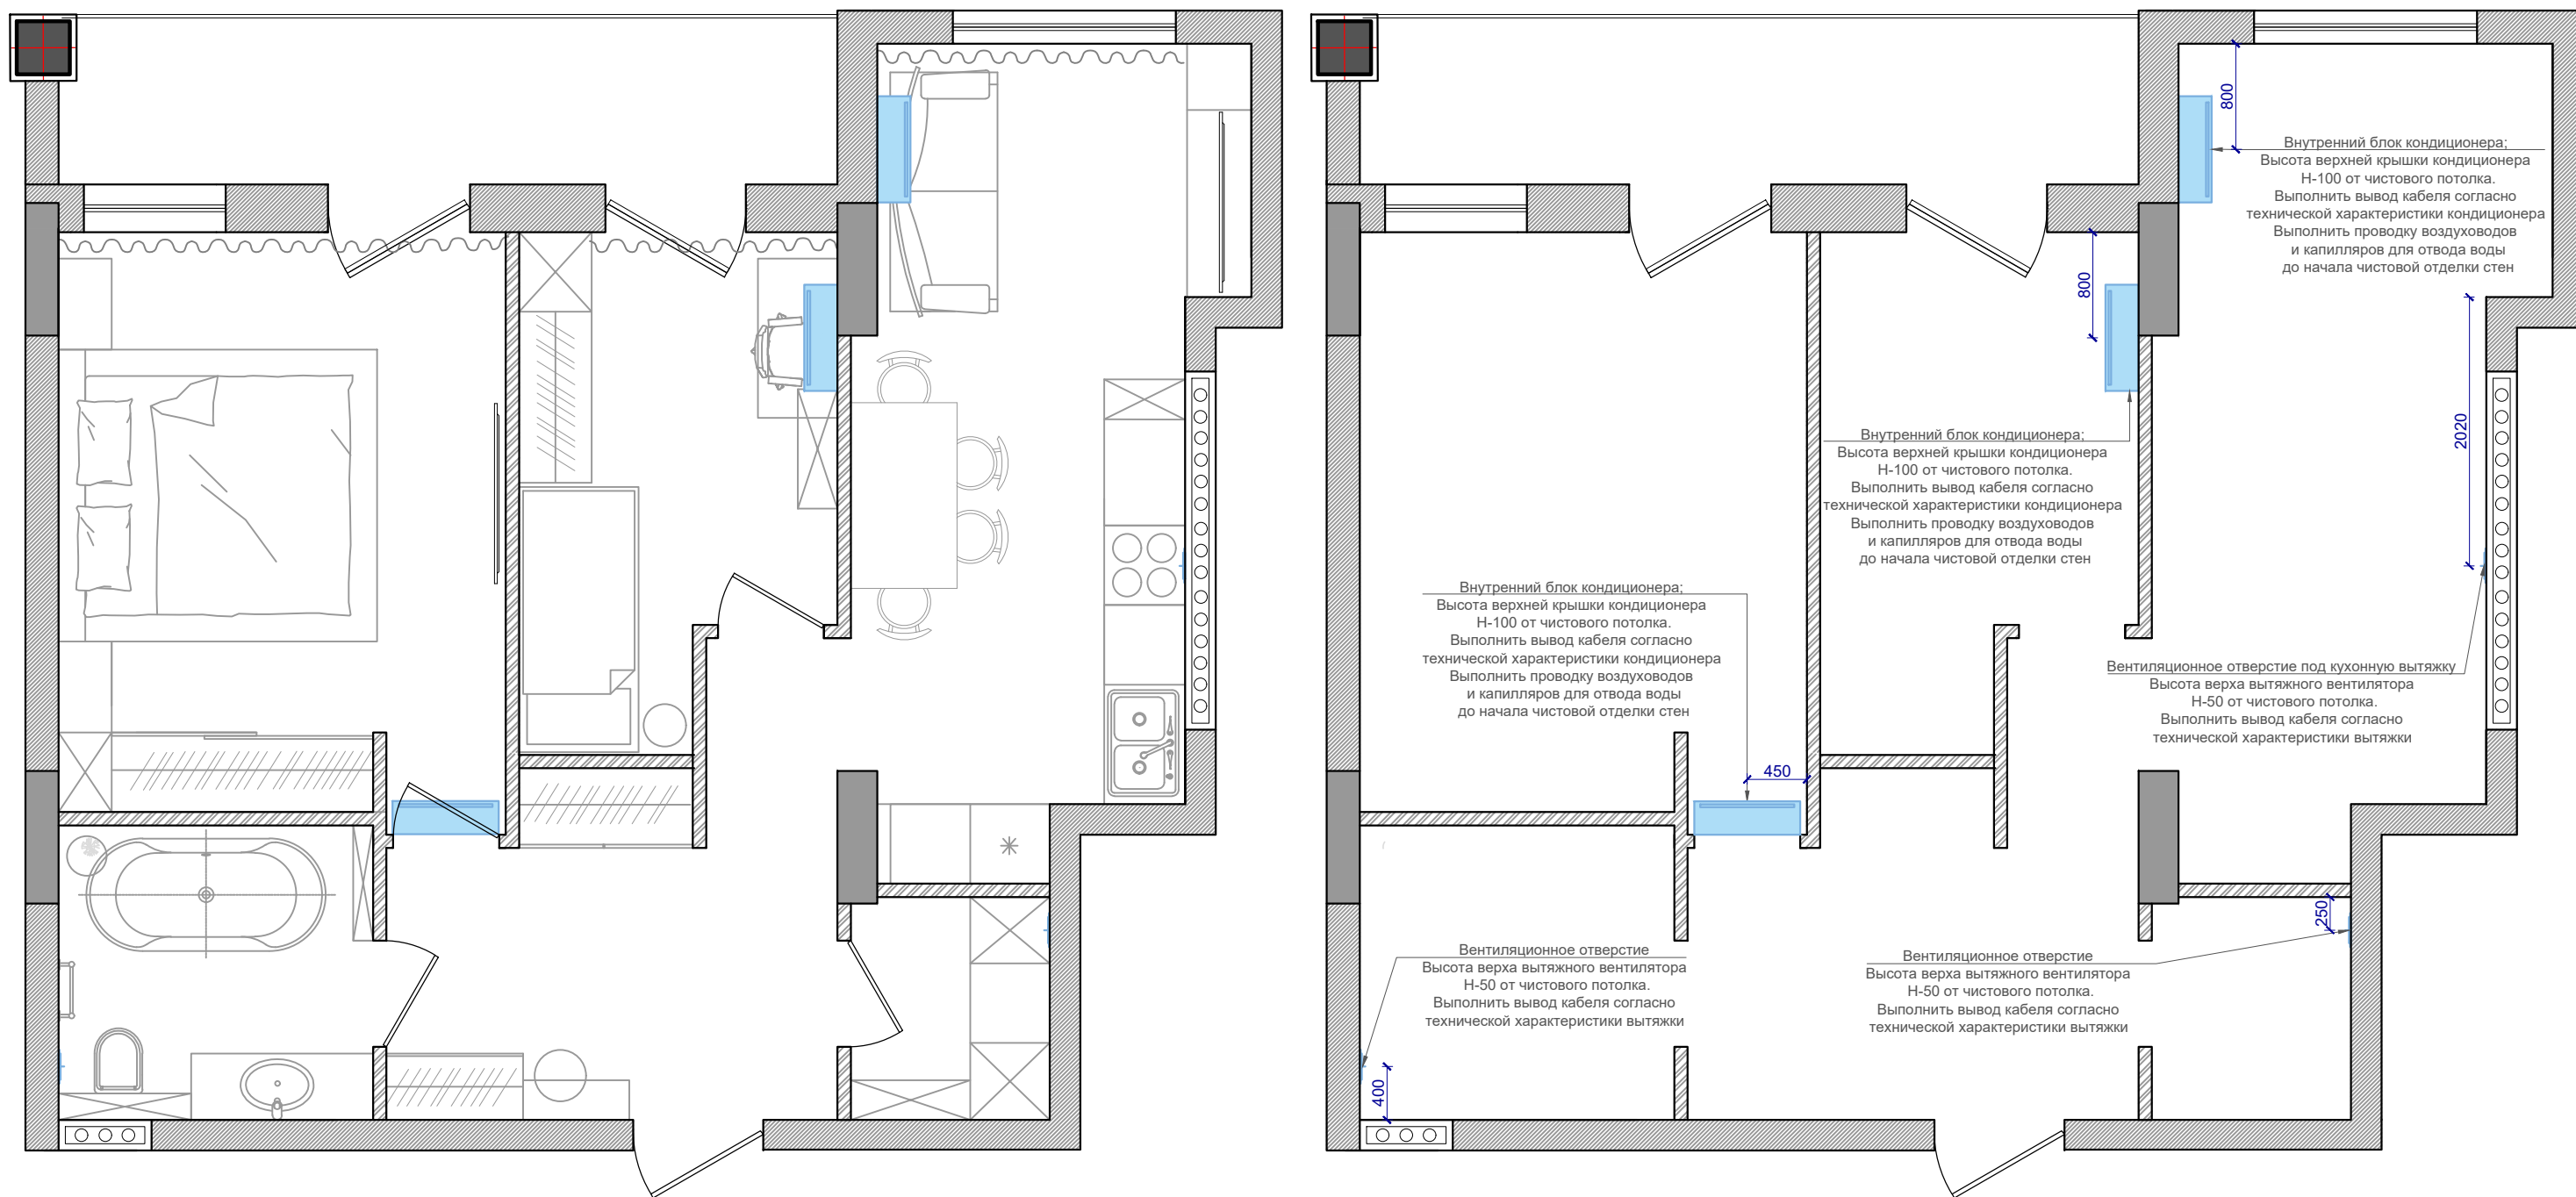 800
Внутренний блок кондиционера;
Высота верхней крышки кондиционера
Н-100 от чистового потолка.
Выполнить вывод кабеля согласно
технической характеристики кондиционера
Выполнить проводку воздуховодов
и капилляров для отвода воды
до начала чистовой отделки стен
800
2020
Внутренний блок кондиционера;
Высота верхней крышки кондиционера
Н-100 от чистового потолка.
Выполнить вывод кабеля согласно
технической характеристики кондиционера
Выполнить проводку воздуховодов
и капилляров для отвода воды
до начала чистовой отделки стен
Внутренний блок кондиционера;
Высота верхней крышки кондиционера
Н-100 от чистового потолка.
Выполнить вывод кабеля согласно
технической характеристики кондиционера
Выполнить проводку воздуховодов
и капилляров для отвода воды
до начала чистовой отделки стен
Вентиляционное отверстие под кухонную вытяжку
Высота верха вытяжного вентилятора
Н-50 от чистового потолка.
Выполнить вывод кабеля согласно
технической характеристики вытяжки
450
250
Вентиляционное отверстие
Высота верха вытяжного вентилятора
Н-50 от чистового потолка.
Выполнить вывод кабеля согласно
технической характеристики вытяжки
Вентиляционное отверстие
Высота верха вытяжного вентилятора
Н-50 от чистового потолка.
Выполнить вывод кабеля согласно
технической характеристики вытяжки
400